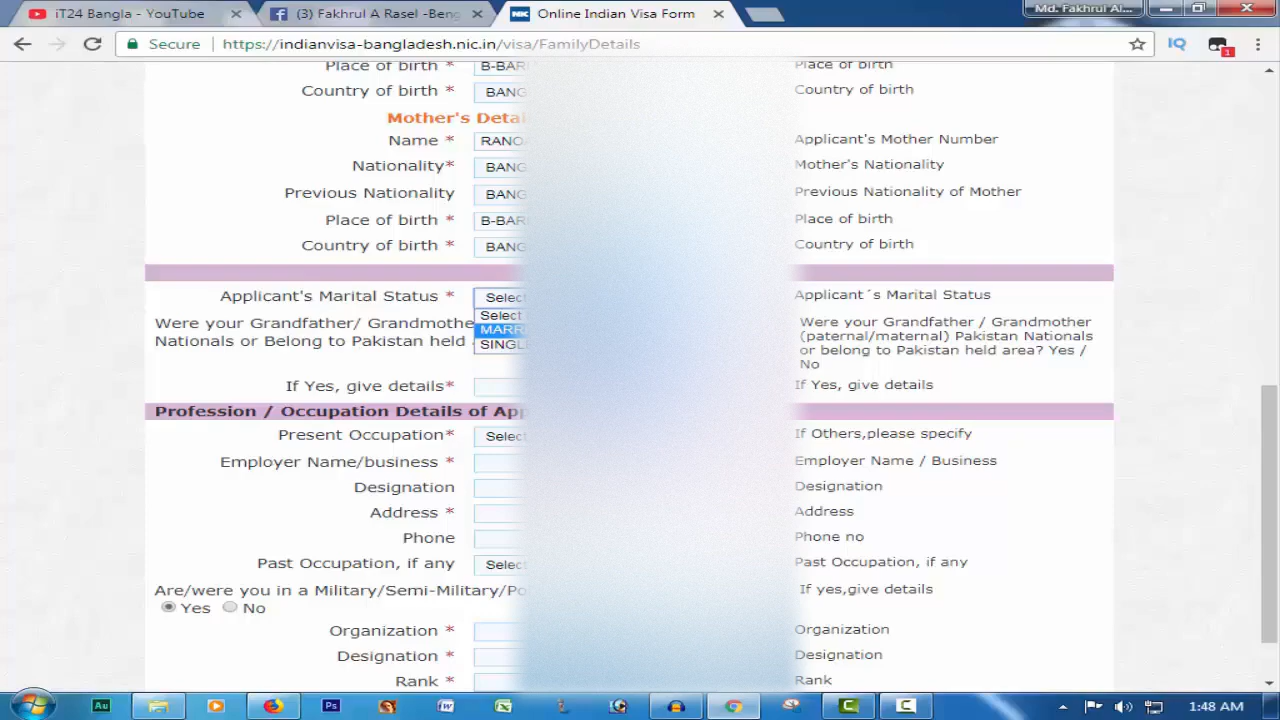 iT24 Bangla - YouTube
(3) Fakhrul A Rasel -Beng
NK Online Indian Visa Form
Md. Fakhrul Al...
Secure https://indianvisa-bangladesh.nic.in/visa/FamilyDetails
IQ 1
Place of birth * B-BAR Place of birth
Country of birth * BANG Country of birth
Mother's Detai
Name * RANO Applicant's Mother Number
Nationality* BANG Mother's Nationality
Previous Nationality BANG Previous Nationality of Mother
Place of birth * B-BAR Place of birth
Country of birth * BANG Country of birth
Applicant's Marital Status * Select Applicant´s Marital Status
Select
MARR
SINGL
Were your Grandfather/ Grandmothe
Nationals or Belong to Pakistan held
Were your Grandfather / Grandmother
(paternal/maternal) Pakistan Nationals
or belong to Pakistan held area? Yes /
No
If Yes, give details* If Yes, give details
Profession / Occupation Details of App
Present Occupation* Select If Others,please specify
Employer Name/business * Employer Name / Business
Designation Designation
Address * Address
Phone Phone no
Past Occupation, if any Select Past Occupation, if any
Are/were you in a Military/Semi-Military/Po If yes,give details
Yes No
Organization * Organization
Designation * Designation
Rank * Rank
Au Ps 1:48 AM